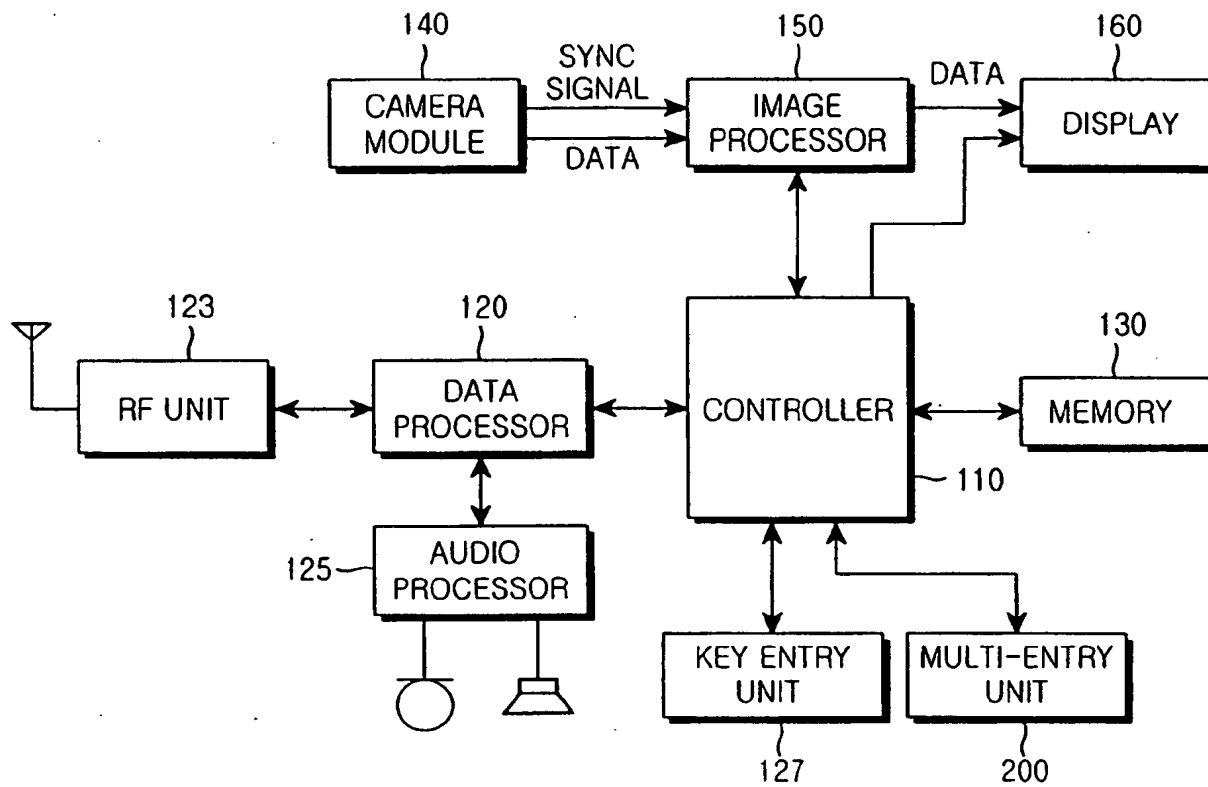 140
150
160
SYNC
SIGNAL
DATA
CAMERA
MODULE
IMAGE
PROCESSOR
DISPLAY
DATA
123
120
130
RF UNIT
DATA
PROCESSOR
CONTROLLER
MEMORY
110
125
AUDIO
PROCESSOR
KEY ENTRY
UNIT
MULTI-ENTRY
UNIT
127
200